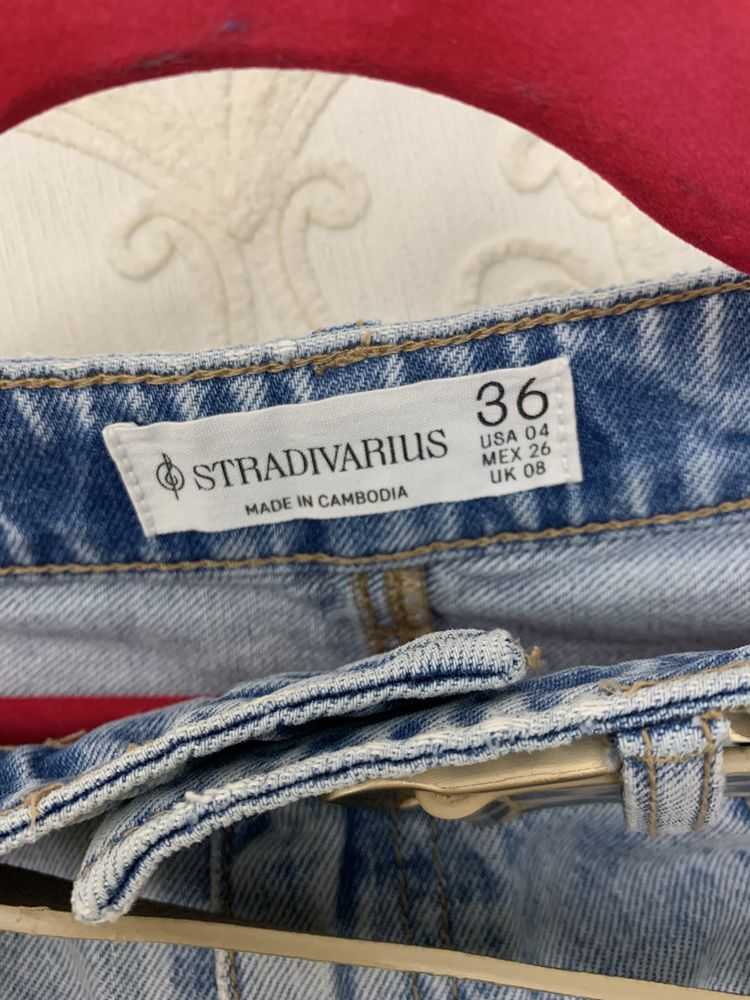 STRADIVARIUS
MADE IN CAMBODIA
36
USA 04
MEX 26
UK 08